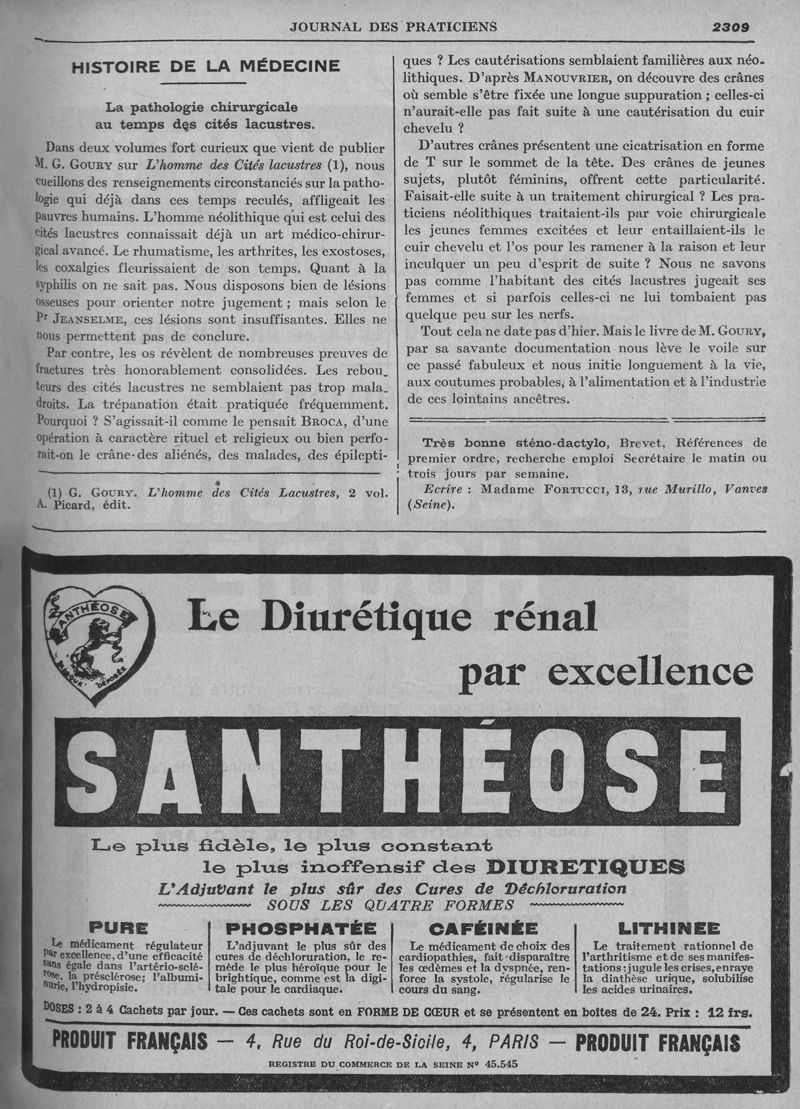 JOURNAL DES PRATICIENS 2309
HISTOIRE DE LA MÉDECINE
La pathologie chirurgicale
au temps des cités lacustres.
Dans deux volumes fort curieux que vient de publier
M. G. GOURY sur L'homme des Cités lacustres (1), nous
cueillons des renseignements circonstanciés sur la patho-
logie qui déjà dans ces temps reculés, affligeait les
pauvres humains. L'homme néolithique qui est celui des
cités lacustres connaissait déjà un art médico-chirur-
gical avancé. Le rhumatisme, les arthrites, les exostoses,
les coxalgies fleurissaient de son temps. Quant à la
syphilis on ne sait pas. Nous disposons bien de lésions
osseuses pour orienter notre jugement ; mais selon le
Pr JEANSELME, ces lésions sont insuffisantes. Elles ne
nous permettent pas de conclure.
Par contre, les os révèlent de nombreuses preuves de
fractures très honorablement consolidées. Les rebou-
teurs des cités lacustres ne semblaient pas trop mala-
droits. La trépanation était pratiquée fréquemment.
Pourquoi ? S'agissait-il comme le pensait BROCA, d'une
opération à caractère rituel et religieux ou bien perfo-
rait-on le crâne des aliénés, des malades, des épilepti-
(1) G. GOURY. L'homme des Cités Lacustres, 2 vol.
A. Picard, édit.
ques ? Les cautérisations semblaient familières aux néo-
lithiques. D'après MANOUVRIER, on découvre des crânes
où semble s'être fixée une longue suppuration ; celles-ci
n'aurait-elle pas fait suite à une cautérisation du cuir
chevelu ?
D'autres crânes présentent une cicatrisation en forme
de T sur le sommet de la tête. Des crânes de jeunes
sujets, plutôt féminins, offrent cette particularité.
Faisait-elle suite à un traitement chirurgical ? Les pra-
ticiens néolithiques traitaient-ils par voie chirurgicale
les jeunes femmes excitées et leur entaillaient-ils le
cuir chevelu et l'os pour les ramener à la raison et leur
inculquer un peu d'esprit de suite ? Nous ne savons
pas comme l'habitant des cités lacustres jugeait ses
femmes et si parfois celles-ci ne lui tombaient pas
quelque peu sur les nerfs.
Tout cela ne date pas d'hier. Mais le livre de M. GOURY,
par sa savante documentation nous lève le voile sur
ce passé fabuleux et nous initie longuement à la vie,
aux coutumes probables, à l'alimentation et à l'industrie
de ces lointains ancêtres.
Très bonne sténo-dactylo, Brevet, Références de
premier ordre, recherche emploi Secrétaire le matin ou
trois jours par semaine.
Ecrire : Madame FORTUCCI, 13, rue Murillo, Vanves
(Seine).
SANTHÉOSE
MARQUE DÉPOSÉE
Le Diurétique rénal
par excellence
SANTHÉOSE
Le plus fidèle, le plus constant
le plus inoffensif des DIURETIQUES
L'Adjuvant le plus sûr des Cures de Déchloruration
SOUS LES QUATRE FORMES
PURE
Le médicament régulateur
par excellence, d'une efficacité
sans égale dans l'artério-sclé-
rose, la présclérose; l'albumi-
nurie, l'hydropisie.
PHOSPHATÉE
L'adjuvant le plus sûr des
cures de déchloruration, le re-
mède le plus héroïque pour le
brightique, comme est la digi-
tale pour le cardiaque.
CAFÉINÉE
Le médicament de choix des
cardiopathies, fait disparaître
les œdèmes et la dyspnée, ren-
force la systole, régularise le
cours du sang.
LITHINEE
Le traitement rationnel de
l'arthritisme et de ses manifes-
tations : jugule les crises, enraye
la diathèse urique, solubilise
les acides urinaires.
DOSES : 2 à 4 Cachets par jour. — Ces cachets sont en FORME DE CŒUR et se présentent en boîtes de 24. Prix : 12 frs.
PRODUIT FRANÇAIS — 4, Rue du Roi-de-Sicile, 4, PARIS — PRODUIT FRANÇAIS
REGISTRE DU COMMERCE DE LA SEINE N° 45.545